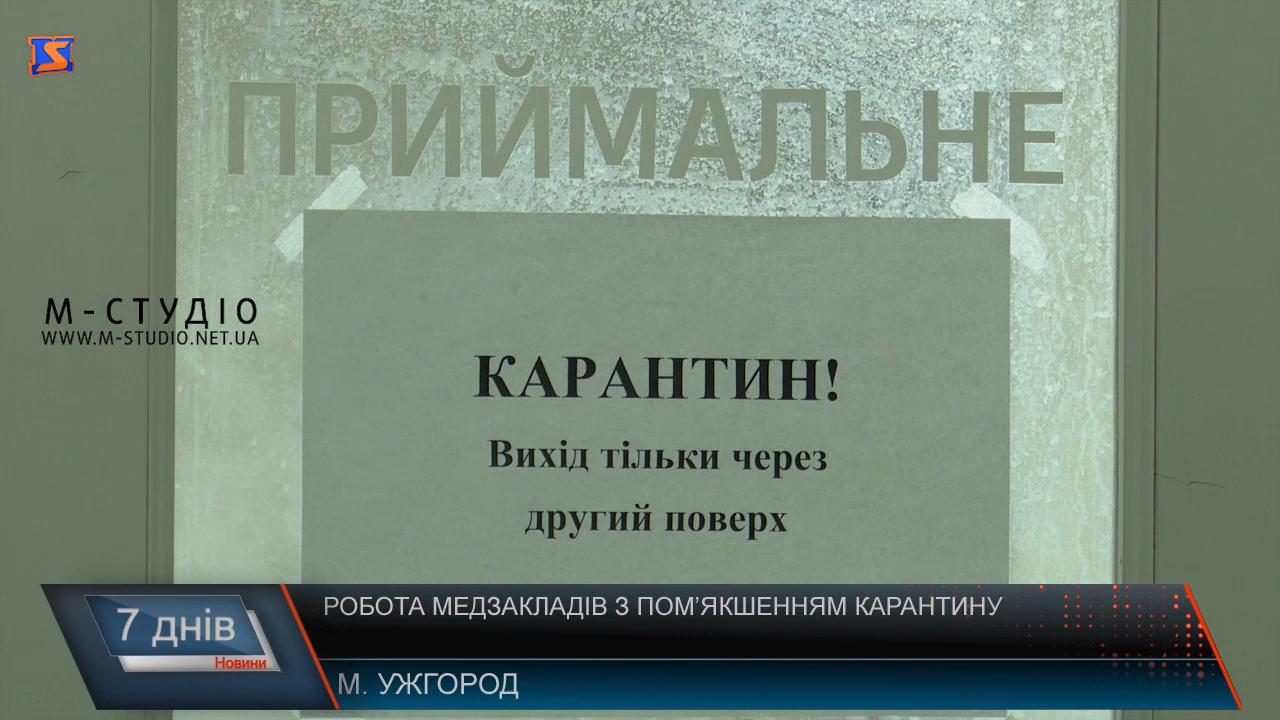 ПРИЙМАЛЬНЕ
М-СТУДІО
WWW.M-STUDIO.NET.UA
КАРАНТИН!
Вихід тільки через
другий поверх
7 днів
Новини
РОБОТА МЕДЗАКЛАДІВ З ПОМ’ЯКШЕННЯМ КАРАНТИНУ
М. УЖГОРОД